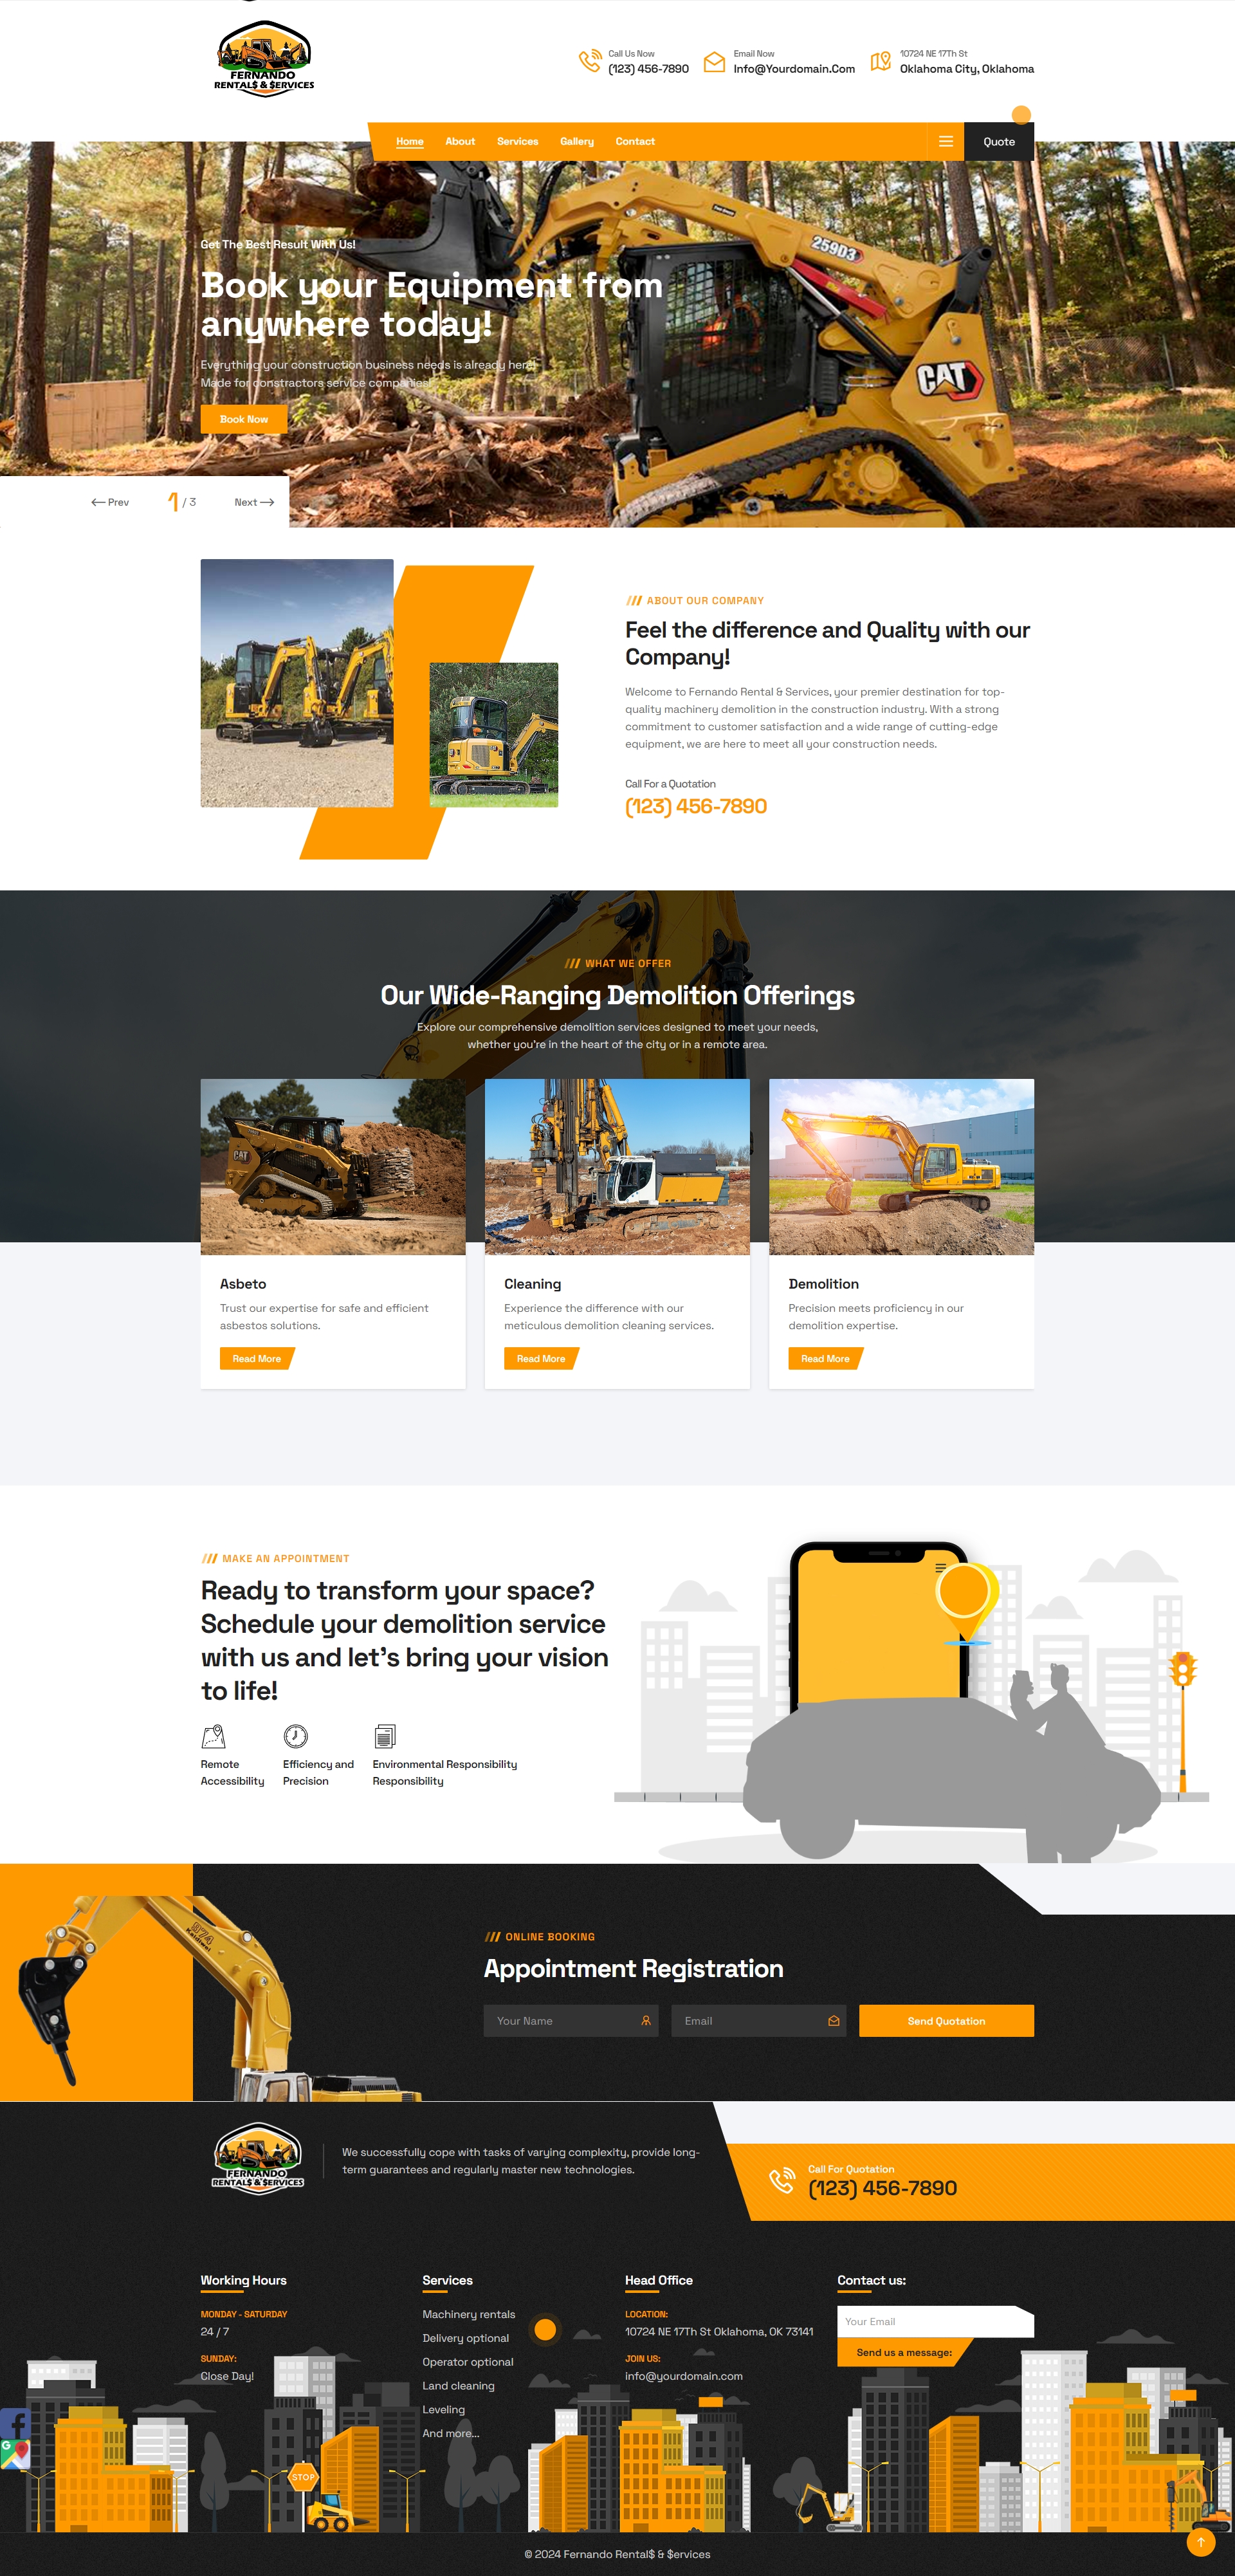 FERNANDO
RENTAL$ & $ERVICES
Call Us Now
(123) 456-7890
Email Now
Info@Yourdomain.Com
10724 NE 17Th St
Oklahoma City, Oklahoma
Home
About
Services
Gallery
Contact
Quote
259D3
CAT
Get The Best Result With Us!
Book your Equipment from
anywhere today!
Everything your construction business needs is already here!
Made for constractors service companies!
Book Now
Prev
1 / 3
Next
ABOUT OUR COMPANY
Feel the difference and Quality with our
Company!
Welcome to Fernando Rental & Services, your premier destination for top-
quality machinery demolition in the construction industry. With a strong
commitment to customer satisfaction and a wide range of cutting-edge
equipment, we are here to meet all your construction needs.
Call For a Quotation
(123) 456-7890
WHAT WE OFFER
Our Wide-Ranging Demolition Offerings
Explore our comprehensive demolition services designed to meet your needs,
whether you're in the heart of the city or in a remote area.
CAT
Asbeto
Trust our expertise for safe and efficient
asbestos solutions.
Read More
Cleaning
Experience the difference with our
meticulous demolition cleaning services.
Read More
Demolition
Precision meets proficiency in our
demolition expertise.
Read More
MAKE AN APPOINTMENT
Ready to transform your space?
Schedule your demolition service
with us and let's bring your vision
to life!
Remote
Accessibility
Efficiency and
Precision
Environmental Responsibility
Responsibility
R74
ONLINE BOOKING
Appointment Registration
Your Name
Email
Send Quotation
FERNANDO
RENTAL$ & $ERVICES
We successfully cope with tasks of varying complexity, provide long-
term guarantees and regularly master new technologies.
Call For Quotation
(123) 456-7890
Working Hours
MONDAY - SATURDAY
24 / 7
SUNDAY:
Close Day!
Services
Machinery rentals
Delivery optional
Operator optional
Land cleaning
Leveling
And more...
Head Office
LOCATION:
10724 NE 17Th St Oklahoma, OK 73141
JOIN US:
info@yourdomain.com
Contact us:
Your Email
Send us a message:
STOP
© 2024 Fernando Rental$ & $ervices